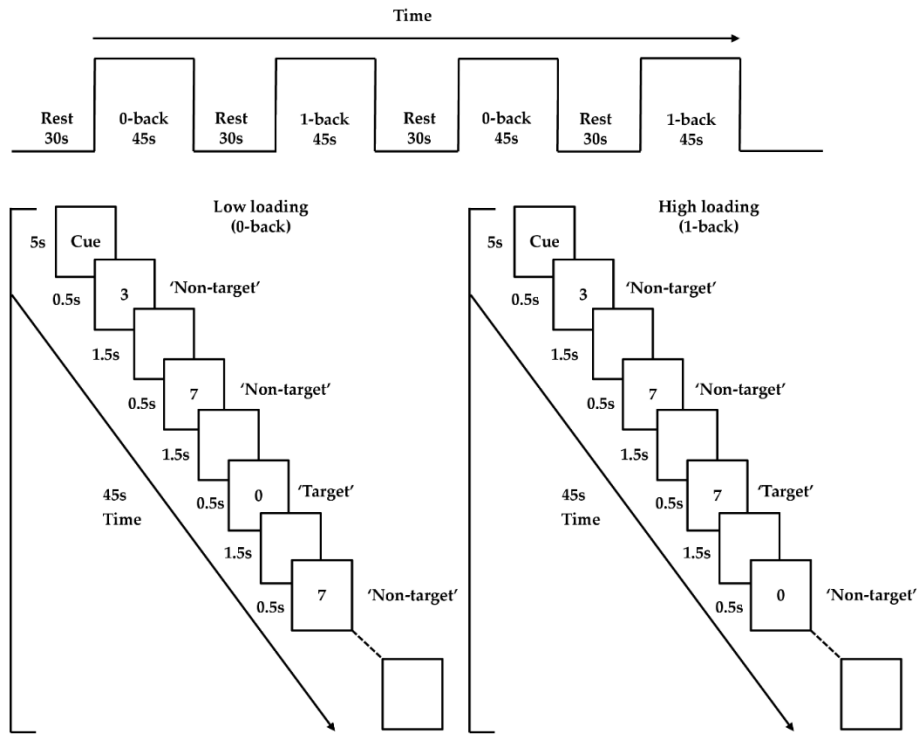 Time
Rest
30s
0-back
45s
Rest
30s
1-back
45s
Rest
30s
0-back
45s
Rest
30s
1-back
45s
Low loading
(0-back)
5s
Cue
0.5s
3
'Non-target'
1.5s
0.5s
7
'Non-target'
1.5s
0.5s
0
'Target'
45s
Time
1.5s
0.5s
7
'Non-target'
High loading
(1-back)
5s
Cue
0.5s
3
'Non-target'
1.5s
0.5s
7
'Non-target'
1.5s
0.5s
7
'Target'
45s
Time
1.5s
0.5s
0
'Non-target'